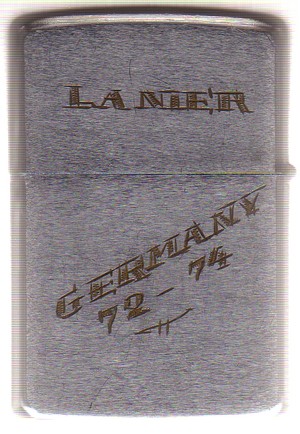 LANIER
GERMANY
72 - 74